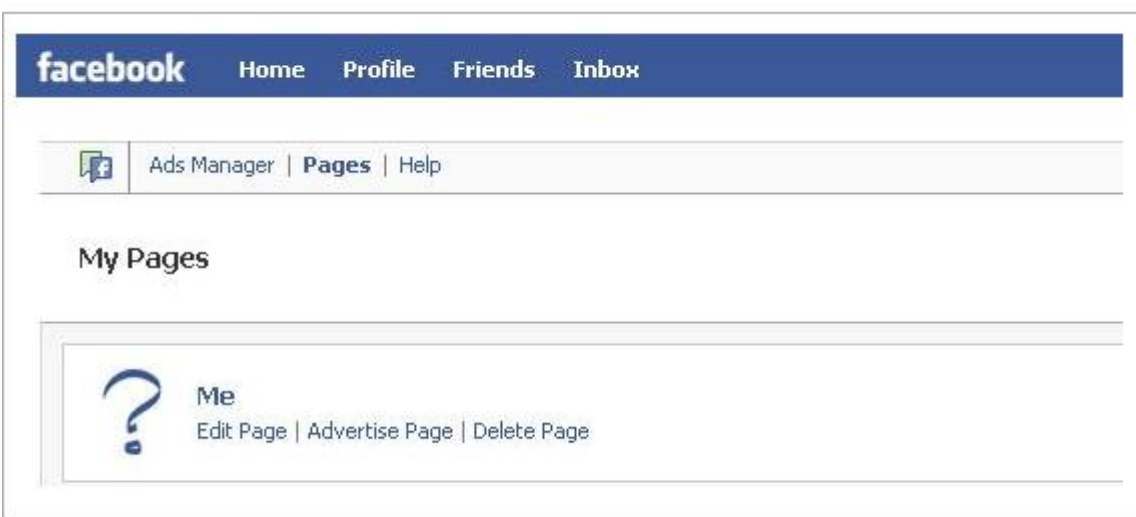 facebook Home Profile Friends Inbox
Ads Manager | Pages | Help
My Pages
Me
Edit Page | Advertise Page | Delete Page